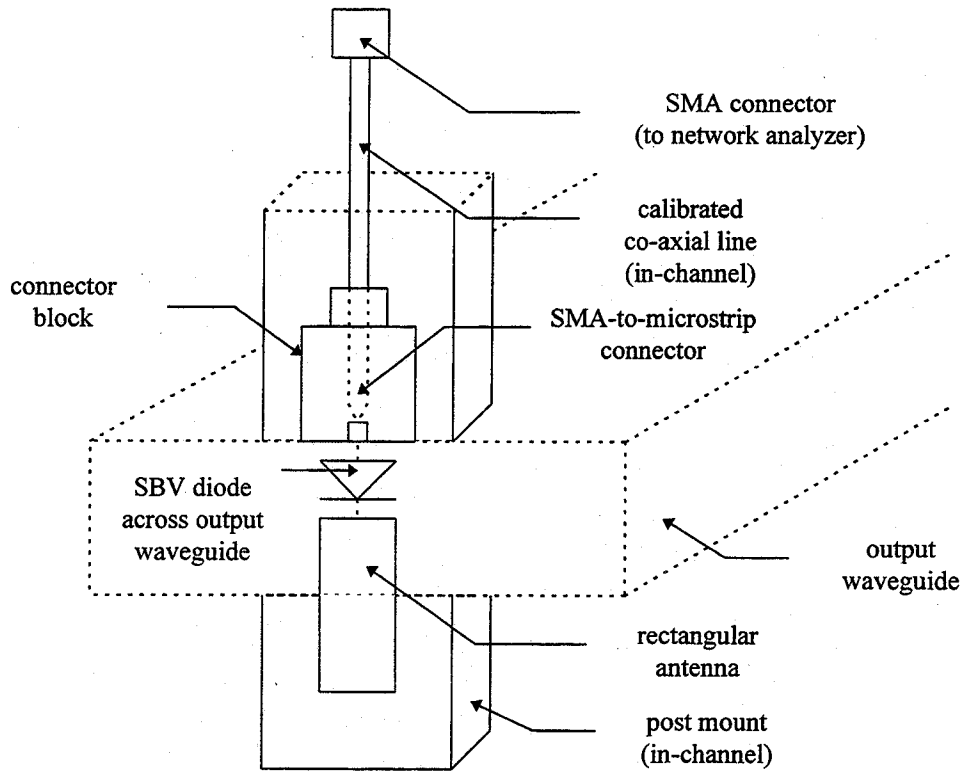 SMA connector
(to network analyzer)
calibrated
co-axial line
(in-channel)
connector
block
SMA-to-microstrip
connector
SBV diode
across output
waveguide
output
waveguide
rectangular
antenna
post mount
(in-channel)